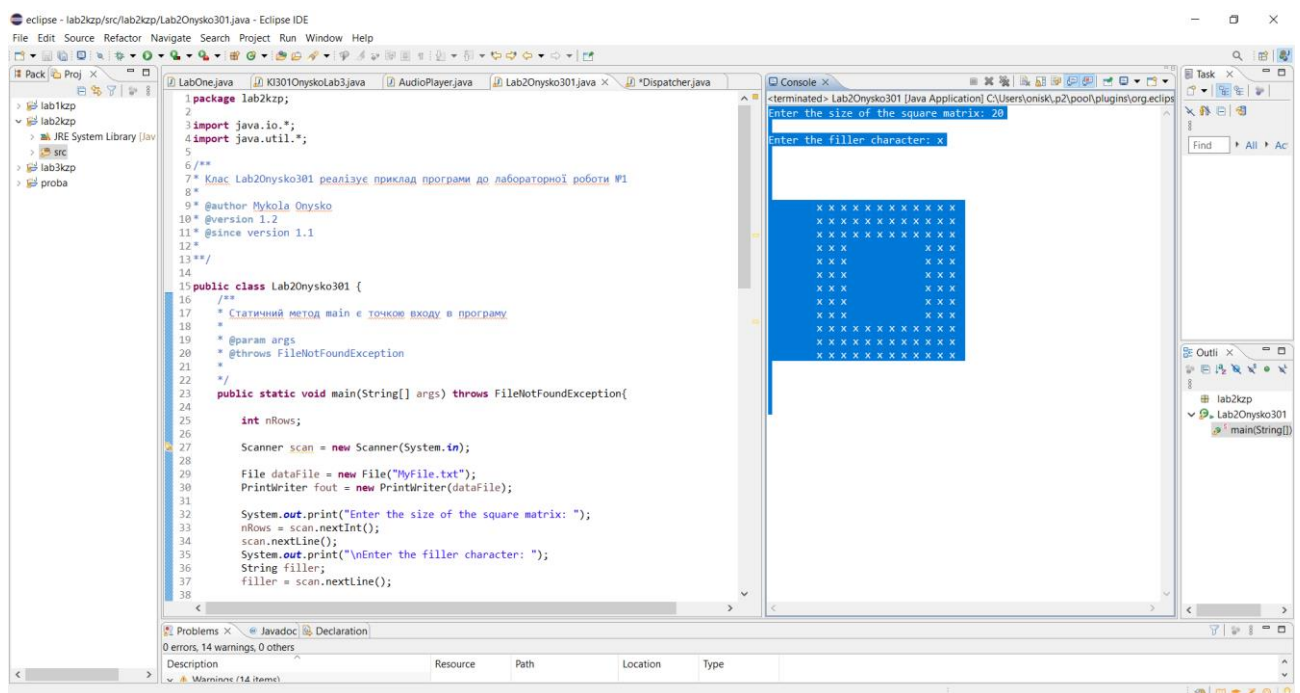 eclipse - lab2kzp/src/lab2kzp/Lab2Onysko301.java - Eclipse IDE
File Edit Source Refactor Navigate Search Project Run Window Help
Pack Proj
lab1kzp
lab2kzp
JRE System Library [Jav
src
lab3kzp
proba
LabOne.java KI301OnyskoLab3.java AudioPlayer.java Lab2Onysko301.java *Dispatcher.java
1 package lab2kzp;
2
3 import java.io.*;
4 import java.util.*;
5
6 /**
7 * Клас Lab2Onysko301 реалізує приклад програми до лабораторної роботи №1
8 *
9 * @author Mykola Onysko
10 * @version 1.2
11 * @since version 1.1
12 *
13 **/
14
15 public class Lab2Onysko301 {
16 /**
17 * Статичний метод main є точкою входу в програму
18 *
19 * @param args
20 * @throws FileNotFoundException
21 *
22 */
23 public static void main(String[] args) throws FileNotFoundException{
24
25 int nRows;
26
27 Scanner scan = new Scanner(System.in);
28
29 File dataFile = new File("MyFile.txt");
30 PrintWriter fout = new PrintWriter(dataFile);
31
32 System.out.print("Enter the size of the square matrix: ");
33 nRows = scan.nextInt();
34 scan.nextLine();
35 System.out.print("\nEnter the filler character: ");
36 String filler;
37 filler = scan.nextLine();
38
Console
<terminated> Lab2Onysko301 [Java Application] C:\Users\onisk\.p2\pool\plugins\org.eclips
Enter the size of the square matrix: 20
Enter the filler character: x
x x x x x x x x x x x x
x x x x x x x x x x x x
x x x x x x x x x x x x
x x x x x x
x x x x x x
x x x x x x
x x x x x x
x x x x x x
x x x x x x
x x x x x x x x x x x x
x x x x x x x x x x x x
x x x x x x x x x x x x
Task
Find All Ac
Outli
lab2kzp
Lab2Onysko301
main(String[])
Problems Javadoc Declaration
0 errors, 14 warnings, 0 others
Description Resource Path Location Type
Warnings (14 items)